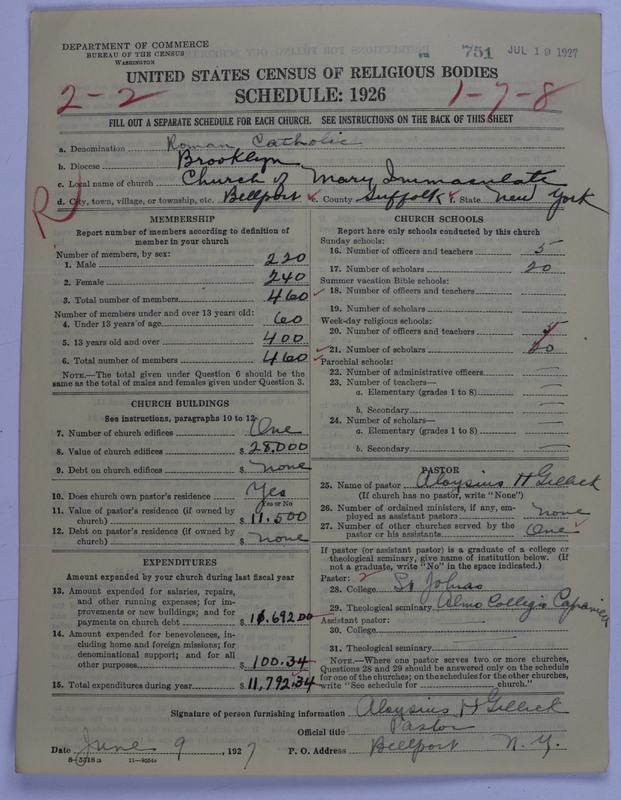 DEPARTMENT OF COMMERCE
BUREAU OF THE CENSUS
WASHINGTON
751 JUL 19 1927
UNITED STATES CENSUS OF RELIGIOUS BODIES
SCHEDULE: 1926
2-2 1-7-8
FILL OUT A SEPARATE SCHEDULE FOR EACH CHURCH. SEE INSTRUCTIONS ON THE BACK OF THIS SHEET
a. Denomination Roman Catholic
b. Diocese Brooklyn
c. Local name of church Church of Mary Immaculate
d. City, town, village, or township, etc. Bellport e. County Suffolk f. State New York
R
MEMBERSHIP
Report number of members according to definition of
member in your church
Number of members, by sex:
1. Male 220
2. Female 240
3. Total number of members 460
Number of members under and over 13 years old:
4. Under 13 years of age 60
5. 13 years old and over 400
6. Total number of members 460
NOTE.—The total given under Question 6 should be the
same as the total of males and females given under Question 3.
CHURCH BUILDINGS
See instructions, paragraphs 10 to 12
7. Number of church edifices One
8. Value of church edifices $ 28,000
9. Debt on church edifices $ none
10. Does church own pastor's residence Yes
Yes or No
11. Value of pastor's residence (if owned by
church) $ 11,500
12. Debt on pastor's residence (if owned by
church) $ none
EXPENDITURES
Amount expended by your church during last fiscal year
13. Amount expended for salaries, repairs,
and other running expenses; for im-
provements or new buildings; and for
payments on church debt $
14. Amount expended for benevolences, in-
cluding home and foreign missions; for
denominational support; and for all
other purposes $ 100.34
15. Total expenditures during year $ 11,792.34
CHURCH SCHOOLS
Report here only schools conducted by this church
Sunday schools:
16. Number of officers and teachers 5
17. Number of scholars 20
Summer vacation Bible schools:
18. Number of officers and teachers
19. Number of scholars
Week-day religious schools:
20. Number of officers and teachers 5
21. Number of scholars 20
Parochial schools:
22. Number of administrative officers —
23. Number of teachers—
a. Elementary (grades 1 to 8) —
b. Secondary —
24. Number of scholars—
a. Elementary (grades 1 to 8) —
b. Secondary —
PASTOR
25. Name of pastor Aloysius H Gillick
(If church has no pastor, write "None")
26. Number of ordained ministers, if any, em-
ployed as assistant pastors none
27. Number of other churches served by the
pastor or his assistants One
If pastor (or assistant pastor) is a graduate of a college or
theological seminary, give name of institution below. (If
not a graduate, write "No" in the space indicated.)
Pastor:
28. College St Johns
29. Theological seminary Almo Collegio Capranica
Assistant pastor:
30. College
31. Theological seminary
NOTE.—Where one pastor serves two or more churches,
Questions 28 and 29 should be answered only on the schedule
for one of the churches; on the schedules for the other churches,
write "See schedule for church."
Signature of person furnishing information Aloysius H Gillick
Official title Pastor
Date June 9, 1927 P. O. Address Bellport N. Y.
8-5518a 11-9554a